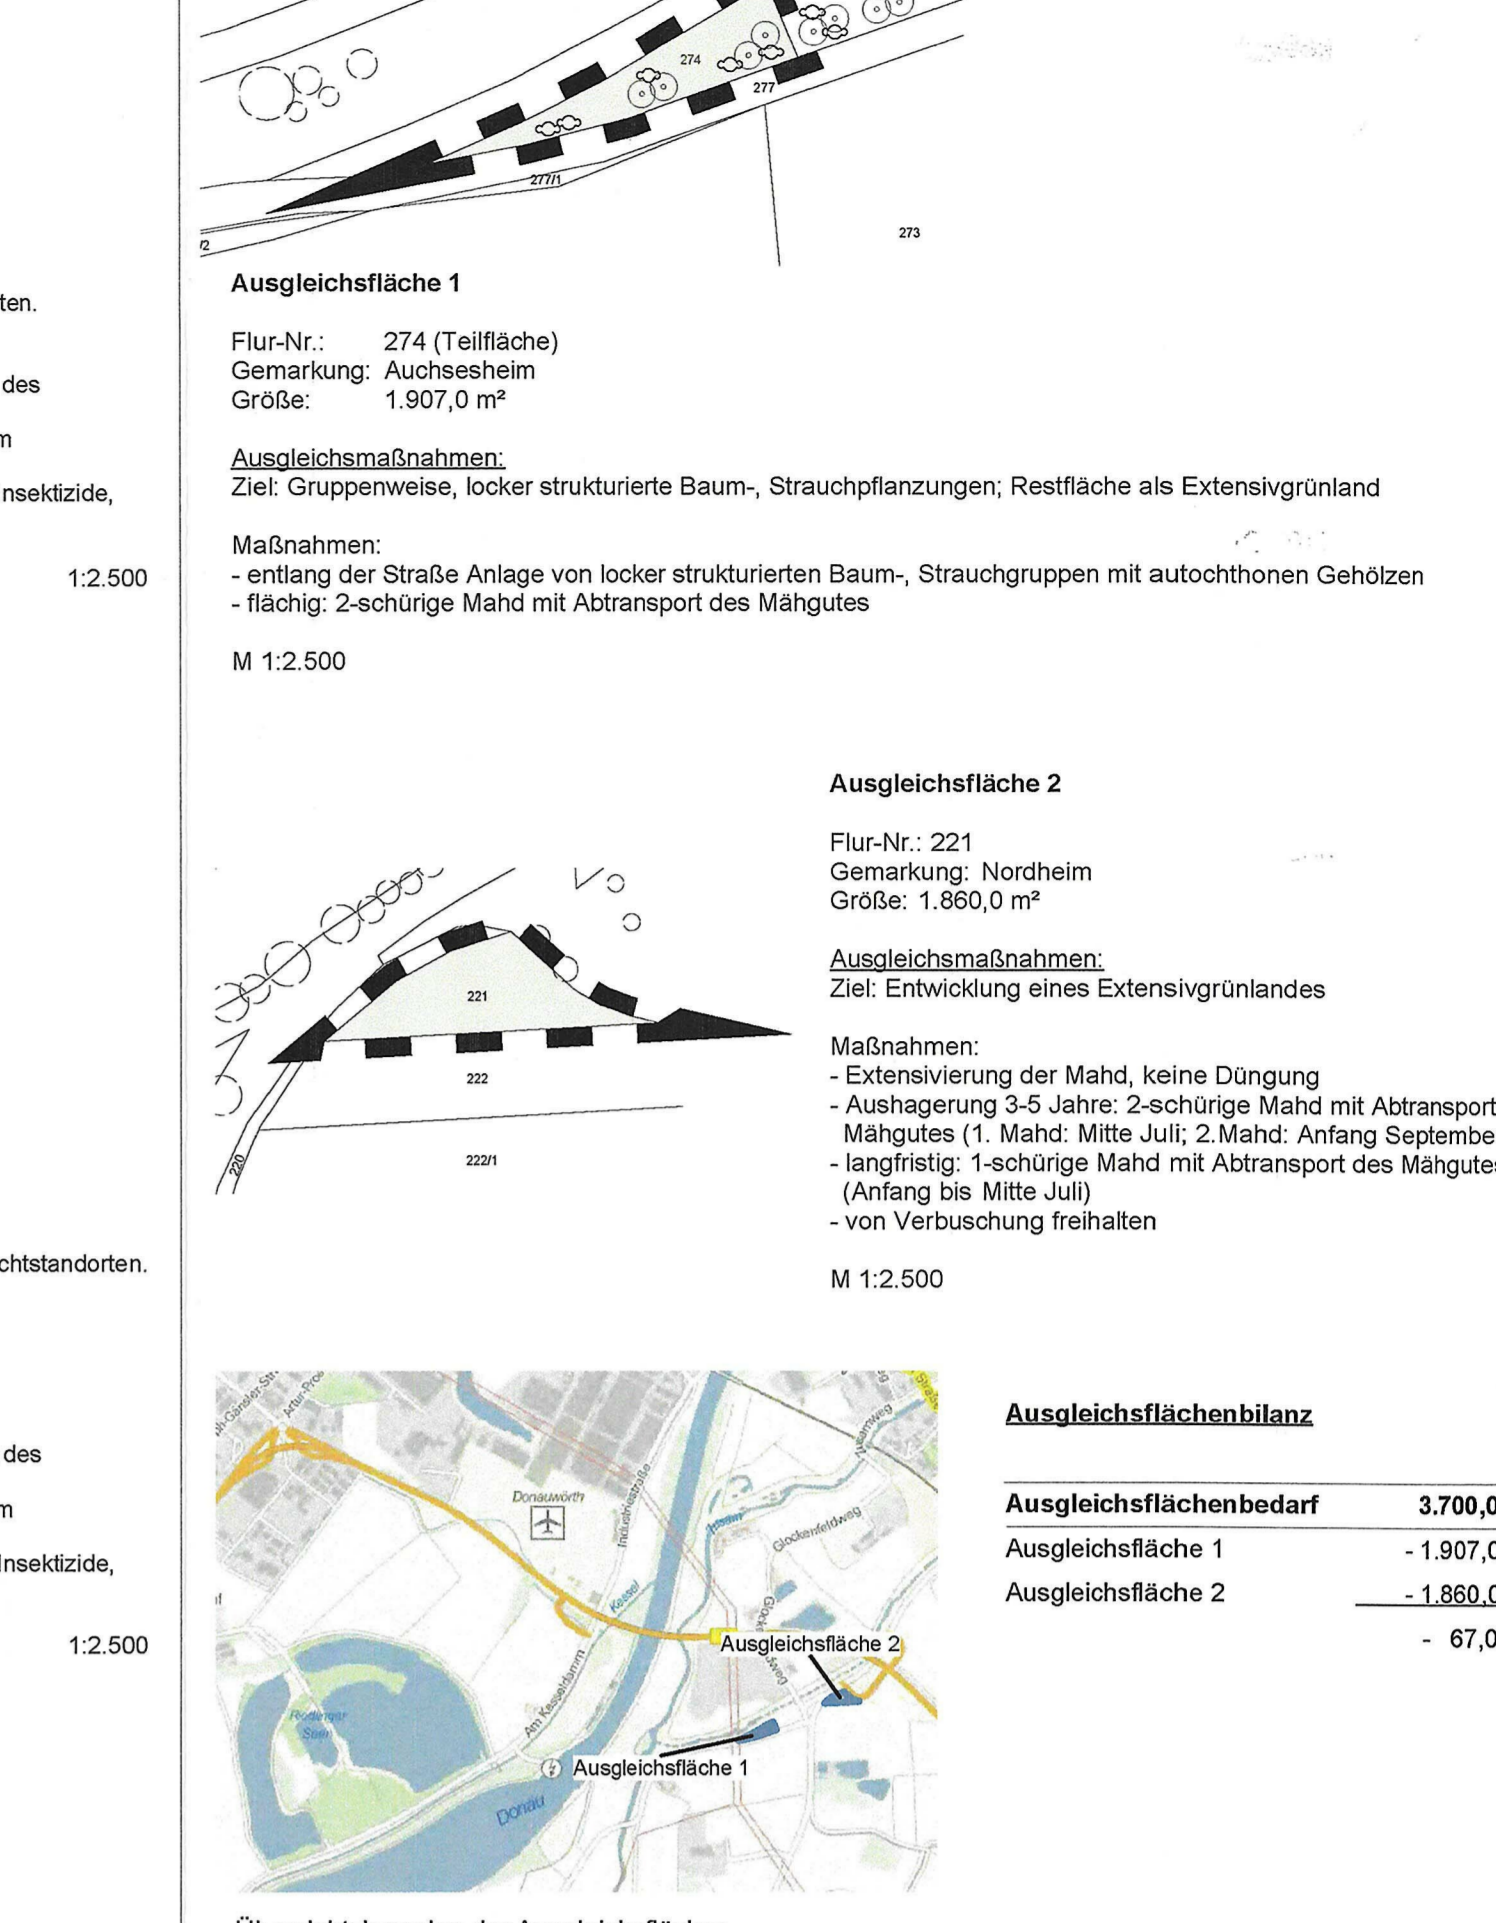 274
277
277/1
/2
273
ten.
des
m
nsektizide,
1:2.500
chtstandorten.
des
m
nsektizide,
1:2.500
Ausgleichsfläche 1
Flur-Nr.: 274 (Teilfläche)
Gemarkung: Auchsesheim
Größe: 1.907,0 m²
Ausgleichsmaßnahmen:
Ziel: Gruppenweise, locker strukturierte Baum-, Strauchpflanzungen; Restfläche als Extensivgrünland
Maßnahmen:
- entlang der Straße Anlage von locker strukturierten Baum-, Strauchgruppen mit autochthonen Gehölzen
- flächig: 2-schürige Mahd mit Abtransport des Mähgutes
M 1:2.500
221
222
222/1
220
Ausgleichsfläche 2
Flur-Nr.: 221
Gemarkung: Nordheim
Größe: 1.860,0 m²
Ausgleichsmaßnahmen:
Ziel: Entwicklung eines Extensivgrünlandes
Maßnahmen:
- Extensivierung der Mahd, keine Düngung
- Aushagerung 3-5 Jahre: 2-schürige Mahd mit Abtransport
Mähgutes (1. Mahd: Mitte Juli; 2.Mahd: Anfang Septembe
- langfristig: 1-schürige Mahd mit Abtransport des Mähgutes
(Anfang bis Mitte Juli)
- von Verbuschung freihalten
M 1:2.500
Donauwörth
Industriestraße
Glockenfeldweg
Kessel
Am Kesseldamm
Riedlinger
Seen
Donau
Ausgleichsfläche 2
Ausgleichsfläche 1
Ausgleichsflächenbilanz
Ausgleichsflächenbedarf 3.700,0
Ausgleichsfläche 1 - 1.907,0
Ausgleichsfläche 2 - 1.860,0
- 67,0